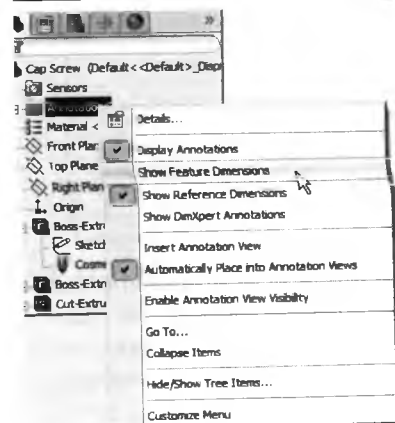 »
Cap Screw (Default<<Default>_Disp
Sensors
Annotatio
Material <
Front Plan
Top Plane
Right Plan
Origin
Boss-Extr
Sketch
Cosm
Boss-Extr
Cut-Extru
Details...
Display Annotations
Show Feature Dimensions
Show Reference Dimensions
Show DimXpert Annotations
Insert Annotation View
Automatically Place into Annotation Views
Enable Annotation View Visibility
Go To...
Collapse Items
Hide/Show Tree Items...
Customize Menu